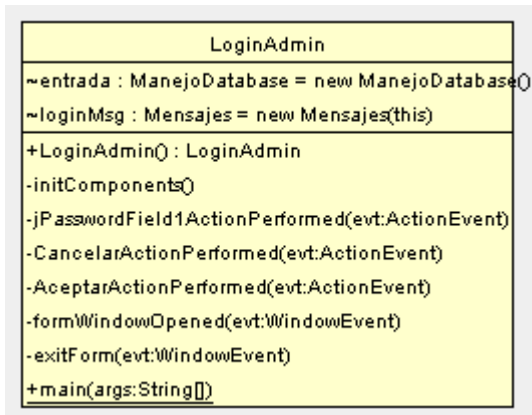 LoginAdmin
~entrada : ManejoDatabase = new ManejoDatabase()
~loginMsg : Mensajes = new Mensajes(this)
+LoginAdmin() : LoginAdmin
-initComponents()
-jPasswordField1ActionPerformed(evt:ActionEvent)
-CancelarActionPerformed(evt:ActionEvent)
-AceptarActionPerformed(evt:ActionEvent)
-formWindowOpened(evt:WindowEvent)
-exitForm(evt:WindowEvent)
+main(args:String[])